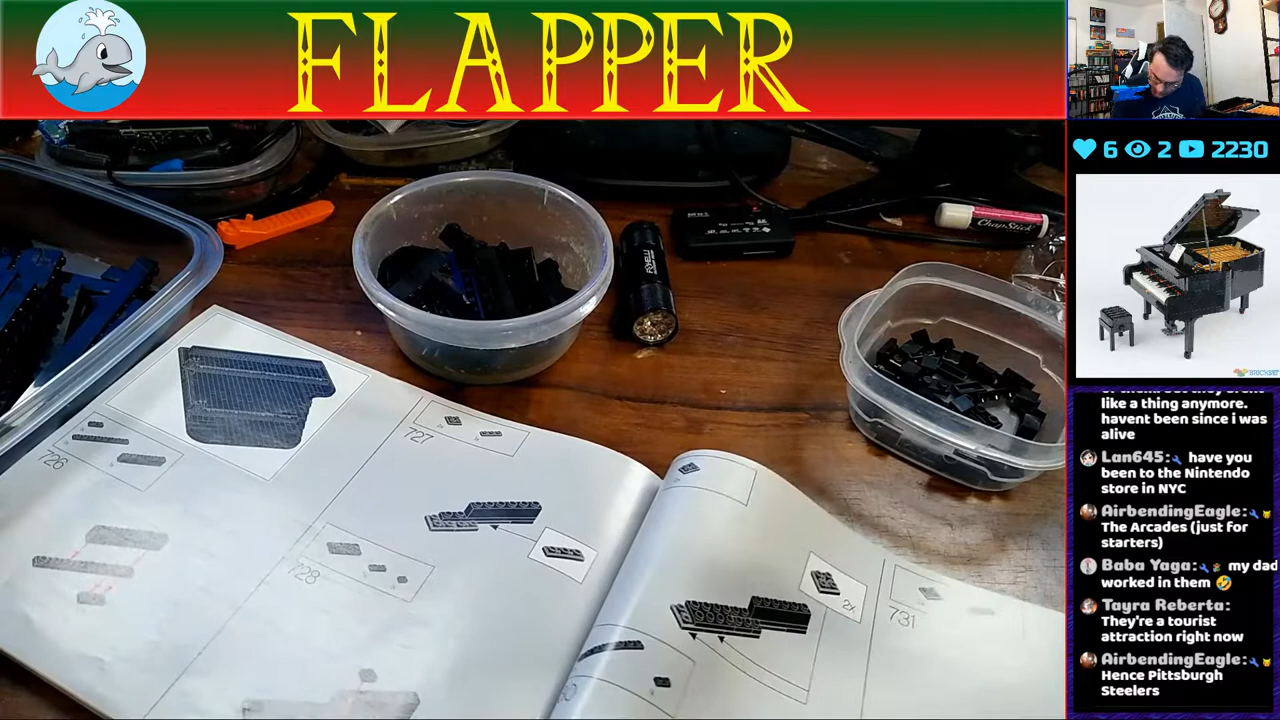 FLAPPER
6 2 2230
BRICKSET
like a thing anymore.
havent been since i was
alive
Lan645: have you
been to the Nintendo
store in NYC
AirbendingEagle:
The Arcades (just for
starters)
Baba Yaga: my dad
worked in them 🤣
Tayra Reberta:
They're a tourist
attraction right now
AirbendingEagle:
Hence Pittsburgh
Steelers
ChapStick
726
727
728
2x
731